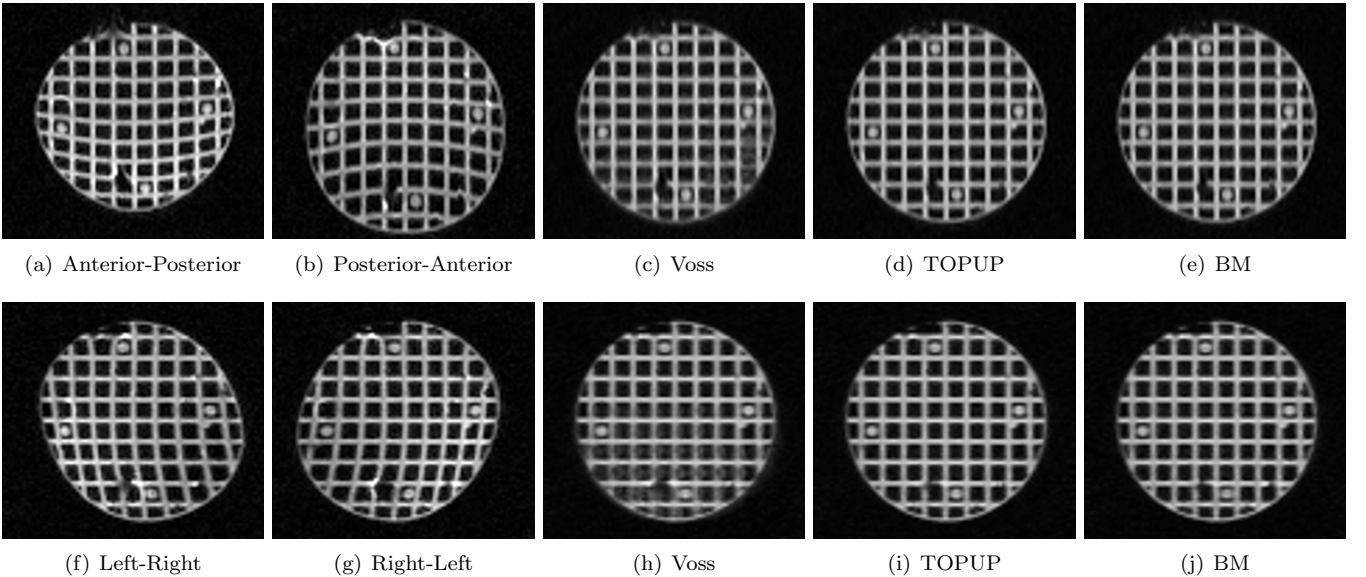 (a) Anterior-Posterior
(b) Posterior-Anterior
(c) Voss
(d) TOPUP
(e) BM
(f) Left-Right
(g) Right-Left
(h) Voss
(i) TOPUP
(j) BM